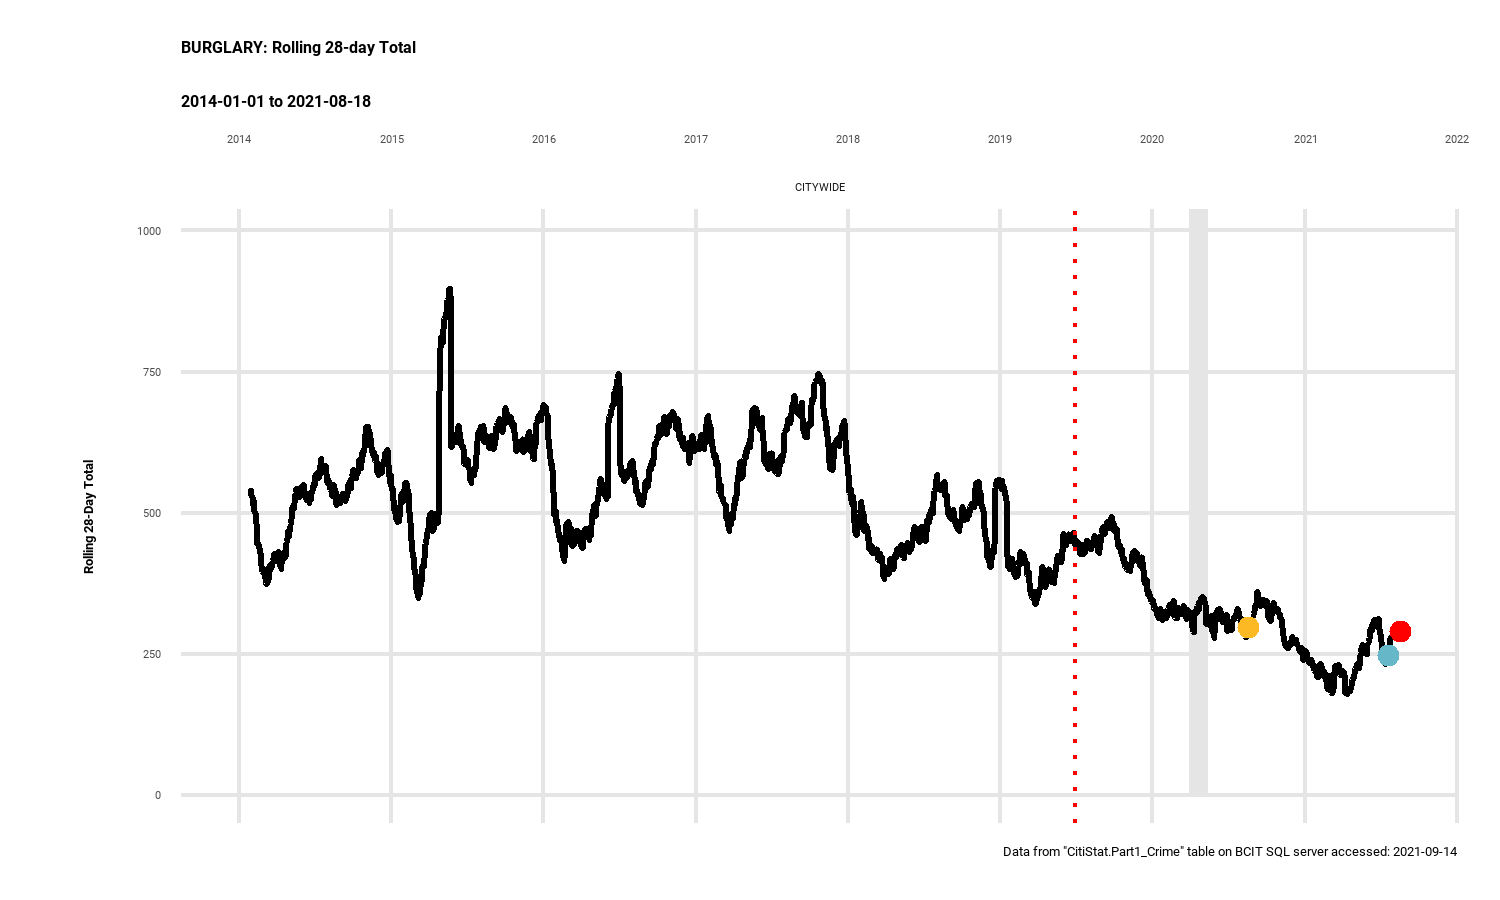 BURGLARY: Rolling 28-day Total
2014-01-01 to 2021-08-18
2014 2015 2016 2017 2018 2019 2020 2021 2022
CITYWIDE
1000
750
500
250
0
Rolling 28-Day Total
Data from "CitiStat.Part1_Crime" table on BCIT SQL server accessed: 2021-09-14